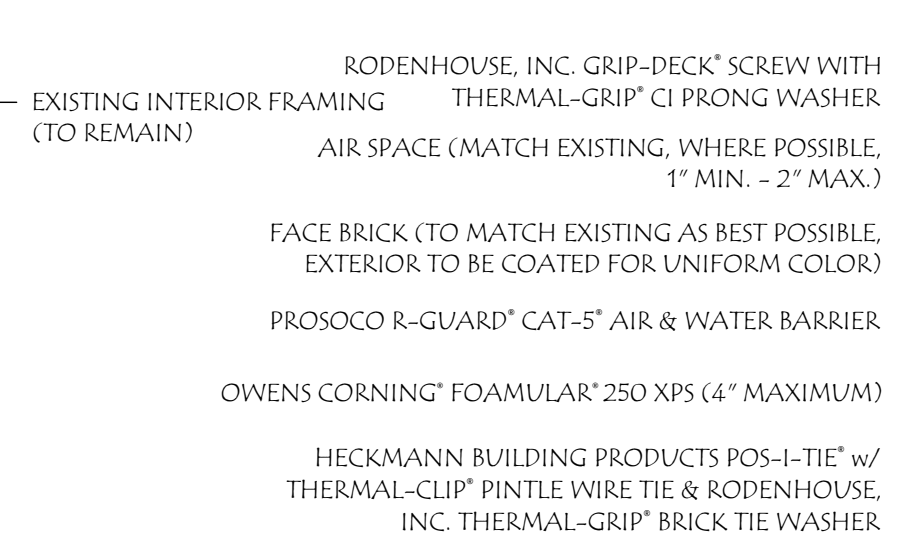 RODENHOUSE, INC. GRIP-DECK® SCREW WITH
THERMAL-GRIP® CI PRONG WASHER
EXISTING INTERIOR FRAMING
(TO REMAIN)
AIR SPACE (MATCH EXISTING, WHERE POSSIBLE,
1" MIN. - 2" MAX.)
FACE BRICK (TO MATCH EXISTING AS BEST POSSIBLE,
EXTERIOR TO BE COATED FOR UNIFORM COLOR)
PROSOCO R-GUARD® CAT-5® AIR & WATER BARRIER
OWENS CORNING® FOAMULAR® 250 XPS (4" MAXIMUM)
HECKMANN BUILDING PRODUCTS POS-I-TIE® w/
THERMAL-CLIP® PINTLE WIRE TIE & RODENHOUSE,
INC. THERMAL-GRIP® BRICK TIE WASHER